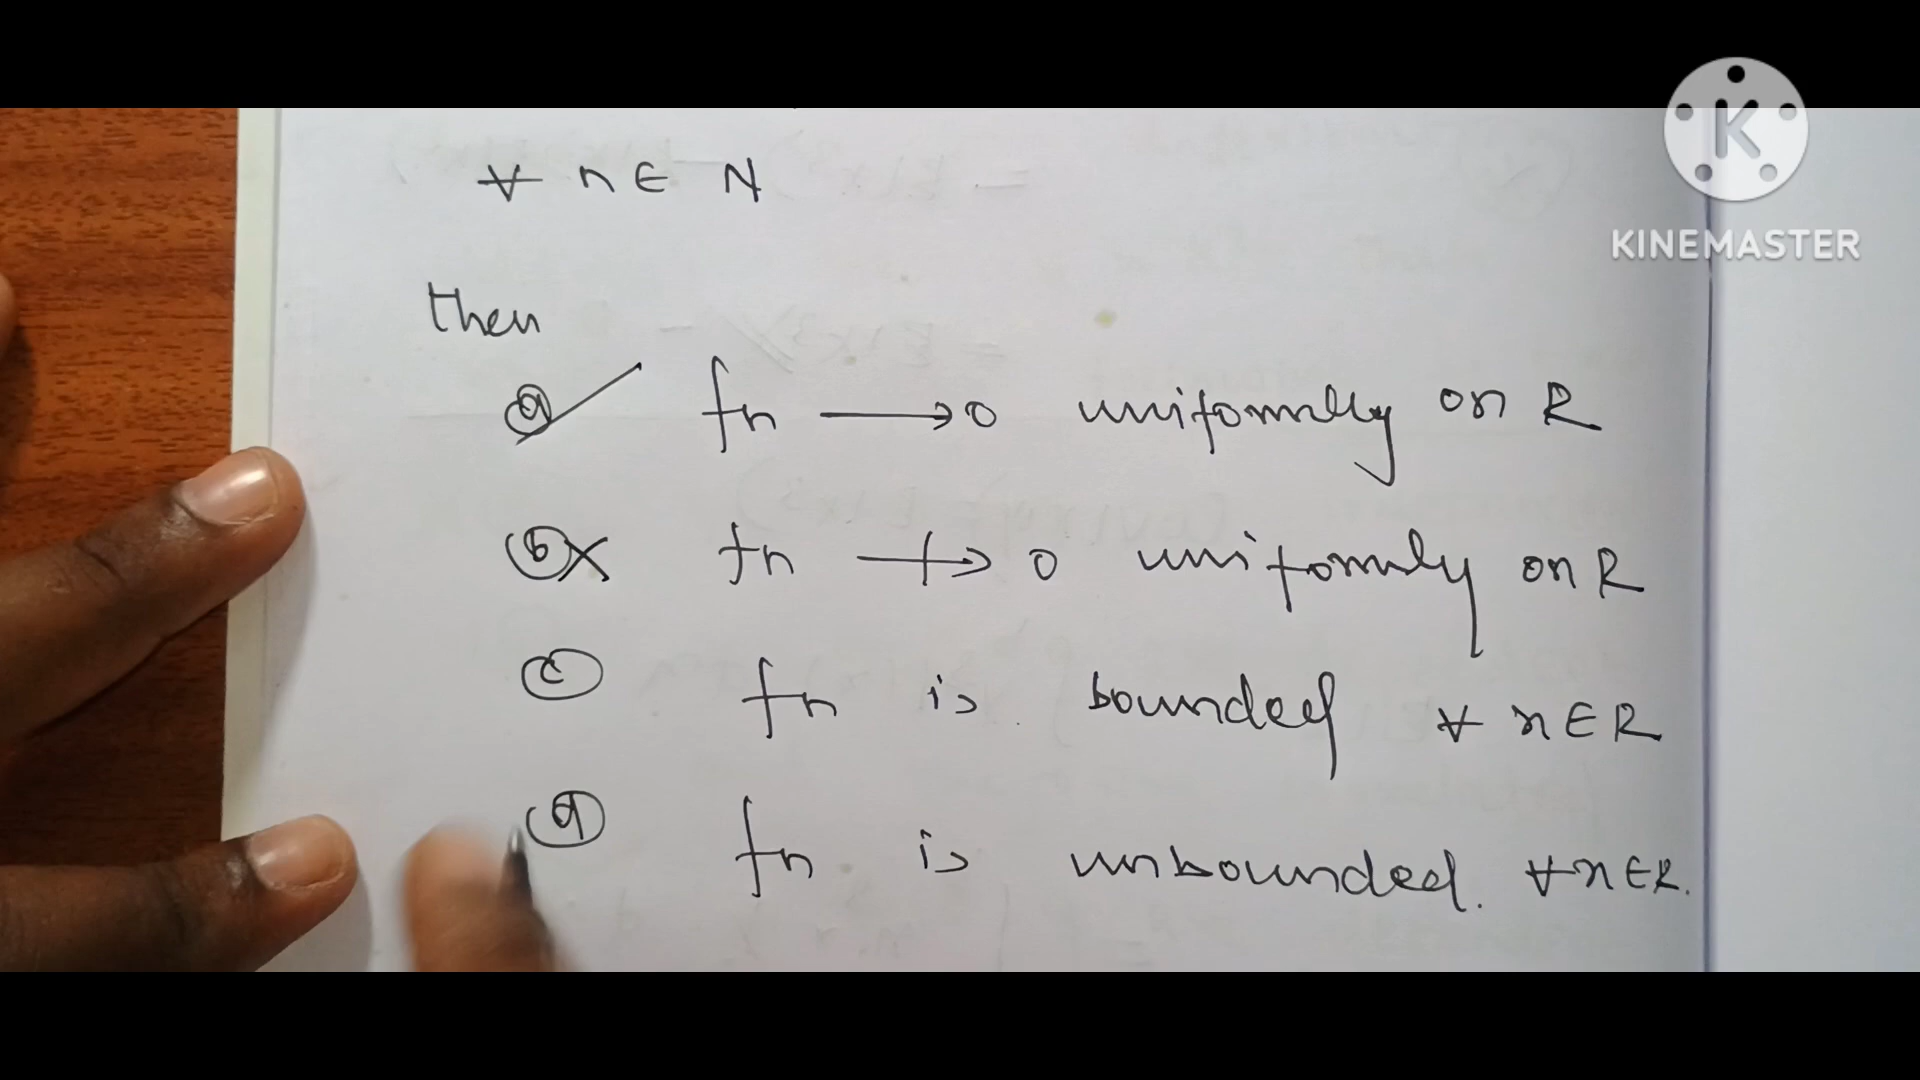 ∀ n ∈ N
K
KINEMASTER
then
ⓐ fn → 0 uniformly on R
ⓑ× fn ↛ 0 uniformly on R
ⓒ fn is bounded ∀ x ∈ R
ⓓ fn is unbounded. ∀ x ∈ R.